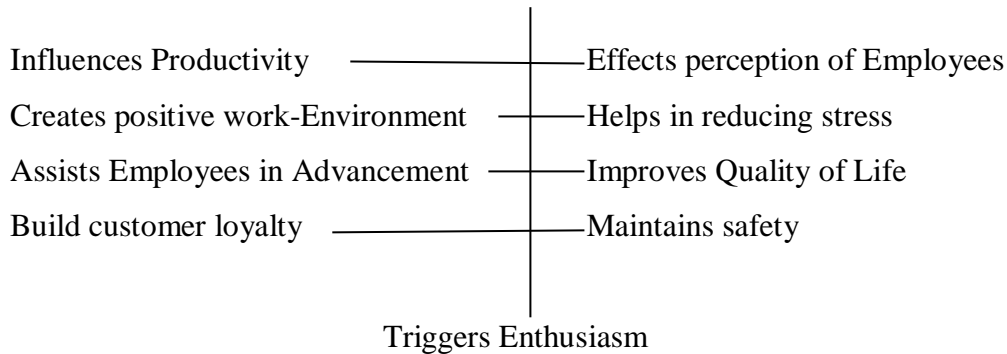 Influences Productivity
Effects perception of Employees
Creates positive work-Environment
Helps in reducing stress
Assists Employees in Advancement
Improves Quality of Life
Build customer loyalty
Maintains safety
Triggers Enthusiasm